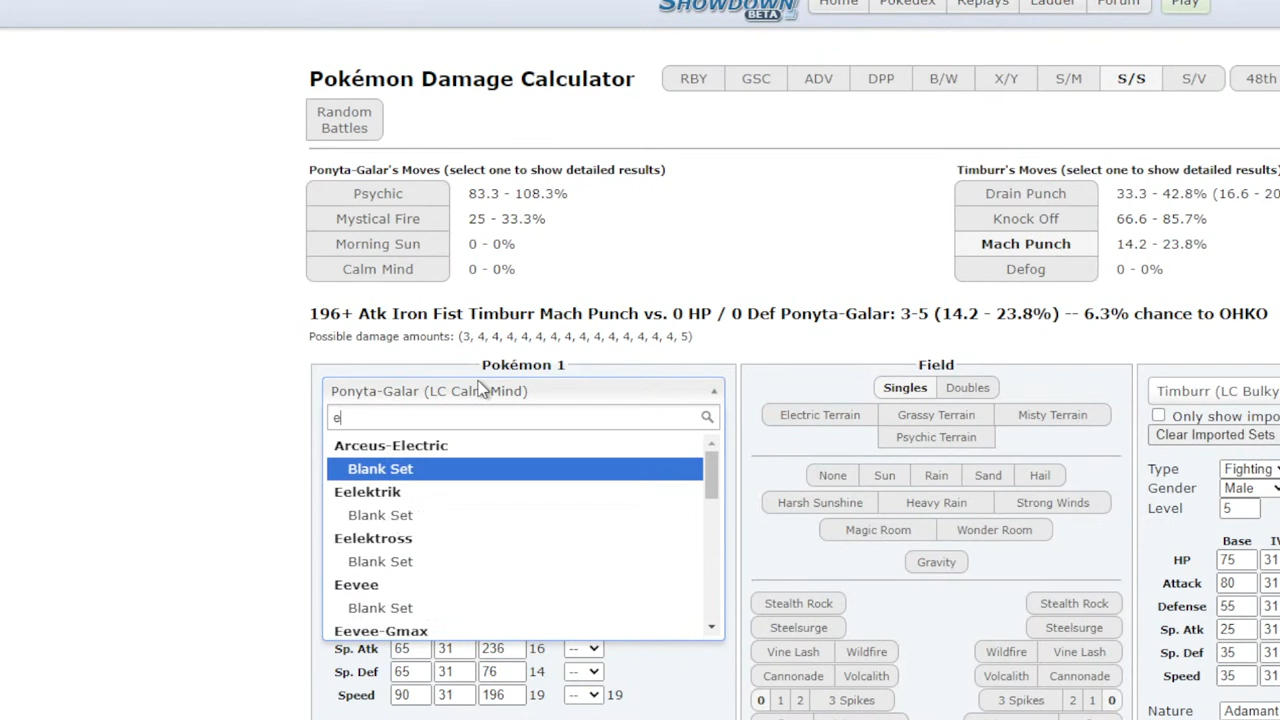 SHOWDOWN
BETA
Home Pokédex Replays Ladder Forum Play
Pokémon Damage Calculator RBY GSC ADV DPP B/W X/Y S/M S/S S/V 48th
Random
Battles
Ponyta-Galar's Moves (select one to show detailed results) Timburr's Moves (select one to show detailed results)
Psychic 83.3 - 108.3% Drain Punch 33.3 - 42.8% (16.6 - 20
Mystical Fire 25 - 33.3% Knock Off 66.6 - 85.7%
Morning Sun 0 - 0% Mach Punch 14.2 - 23.8%
Calm Mind 0 - 0% Defog 0 - 0%
196+ Atk Iron Fist Timburr Mach Punch vs. 0 HP / 0 Def Ponyta-Galar: 3-5 (14.2 - 23.8%) -- 6.3% chance to OHKO
Possible damage amounts: (3, 4, 4, 4, 4, 4, 4, 4, 4, 4, 4, 4, 4, 4, 4, 5)
Pokémon 1 Field
Ponyta-Galar (LC Calm Mind) Singles Doubles Timburr (LC Bulky
e Electric Terrain Grassy Terrain Misty Terrain Only show impo
Arceus-Electric Psychic Terrain Clear Imported Sets
Blank Set None Sun Rain Sand Hail Type Fighting
Eelektrik Harsh Sunshine Heavy Rain Strong Winds Gender Male
Blank Set Magic Room Wonder Room Level 5
Eelektross Base IV
Blank Set Gravity HP 75 31
Eevee Attack 80 31
Blank Set Stealth Rock Stealth Rock Defense 55 31
Eevee-Gmax Steelsurge Steelsurge Sp. Atk 25 31
Sp. Atk 65 31 236 16 -- Vine Lash Wildfire Wildfire Vine Lash Sp. Def 35 31
Sp. Def 65 31 76 14 -- Cannonade Volcalith Volcalith Cannonade Speed 35 31
Speed 90 31 196 19 -- 19 0 1 2 3 Spikes 3 Spikes 2 1 0
Nature Adamant